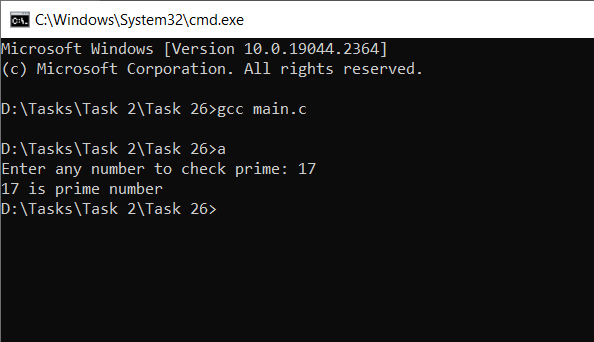 C:\Windows\System32\cmd.exe
Microsoft Windows [Version 10.0.19044.2364]
(c) Microsoft Corporation. All rights reserved.
D:\Tasks\Task 2\Task 26>gcc main.c
D:\Tasks\Task 2\Task 26>a
Enter any number to check prime: 17
17 is prime number
D:\Tasks\Task 2\Task 26>